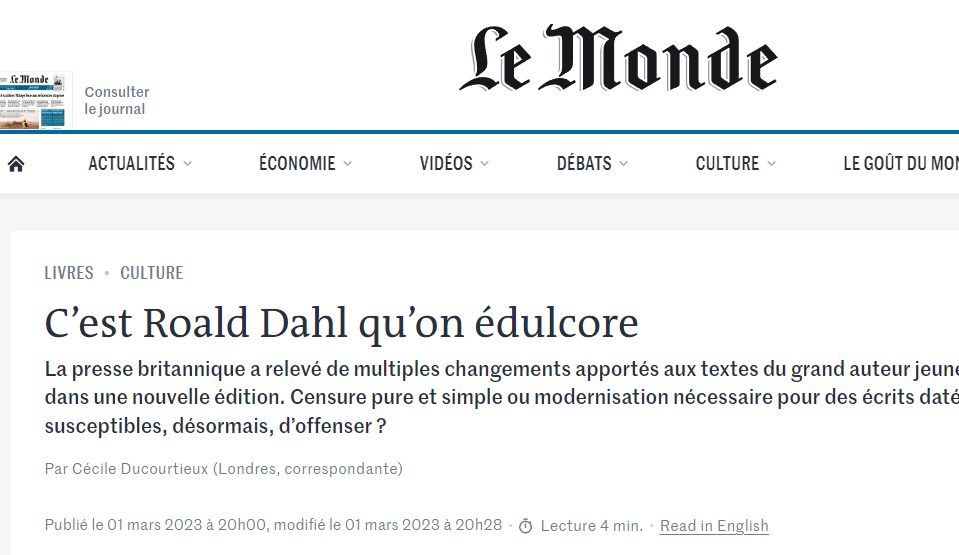 Le Monde
Le Monde
Consulter
le journal
ACTUALITÉS
ÉCONOMIE
VIDÉOS
DÉBATS
CULTURE
LE GOÛT DU MON
LIVRES • CULTURE
C’est Roald Dahl qu’on édulcore
La presse britannique a relevé de multiples changements apportés aux textes du grand auteur jeune
dans une nouvelle édition. Censure pure et simple ou modernisation nécessaire pour des écrits daté
susceptibles, désormais, d’offenser ?
Par Cécile Ducourtieux (Londres, correspondante)
Publié le 01 mars 2023 à 20h00, modifié le 01 mars 2023 à 20h28 • Lecture 4 min. • Read in English